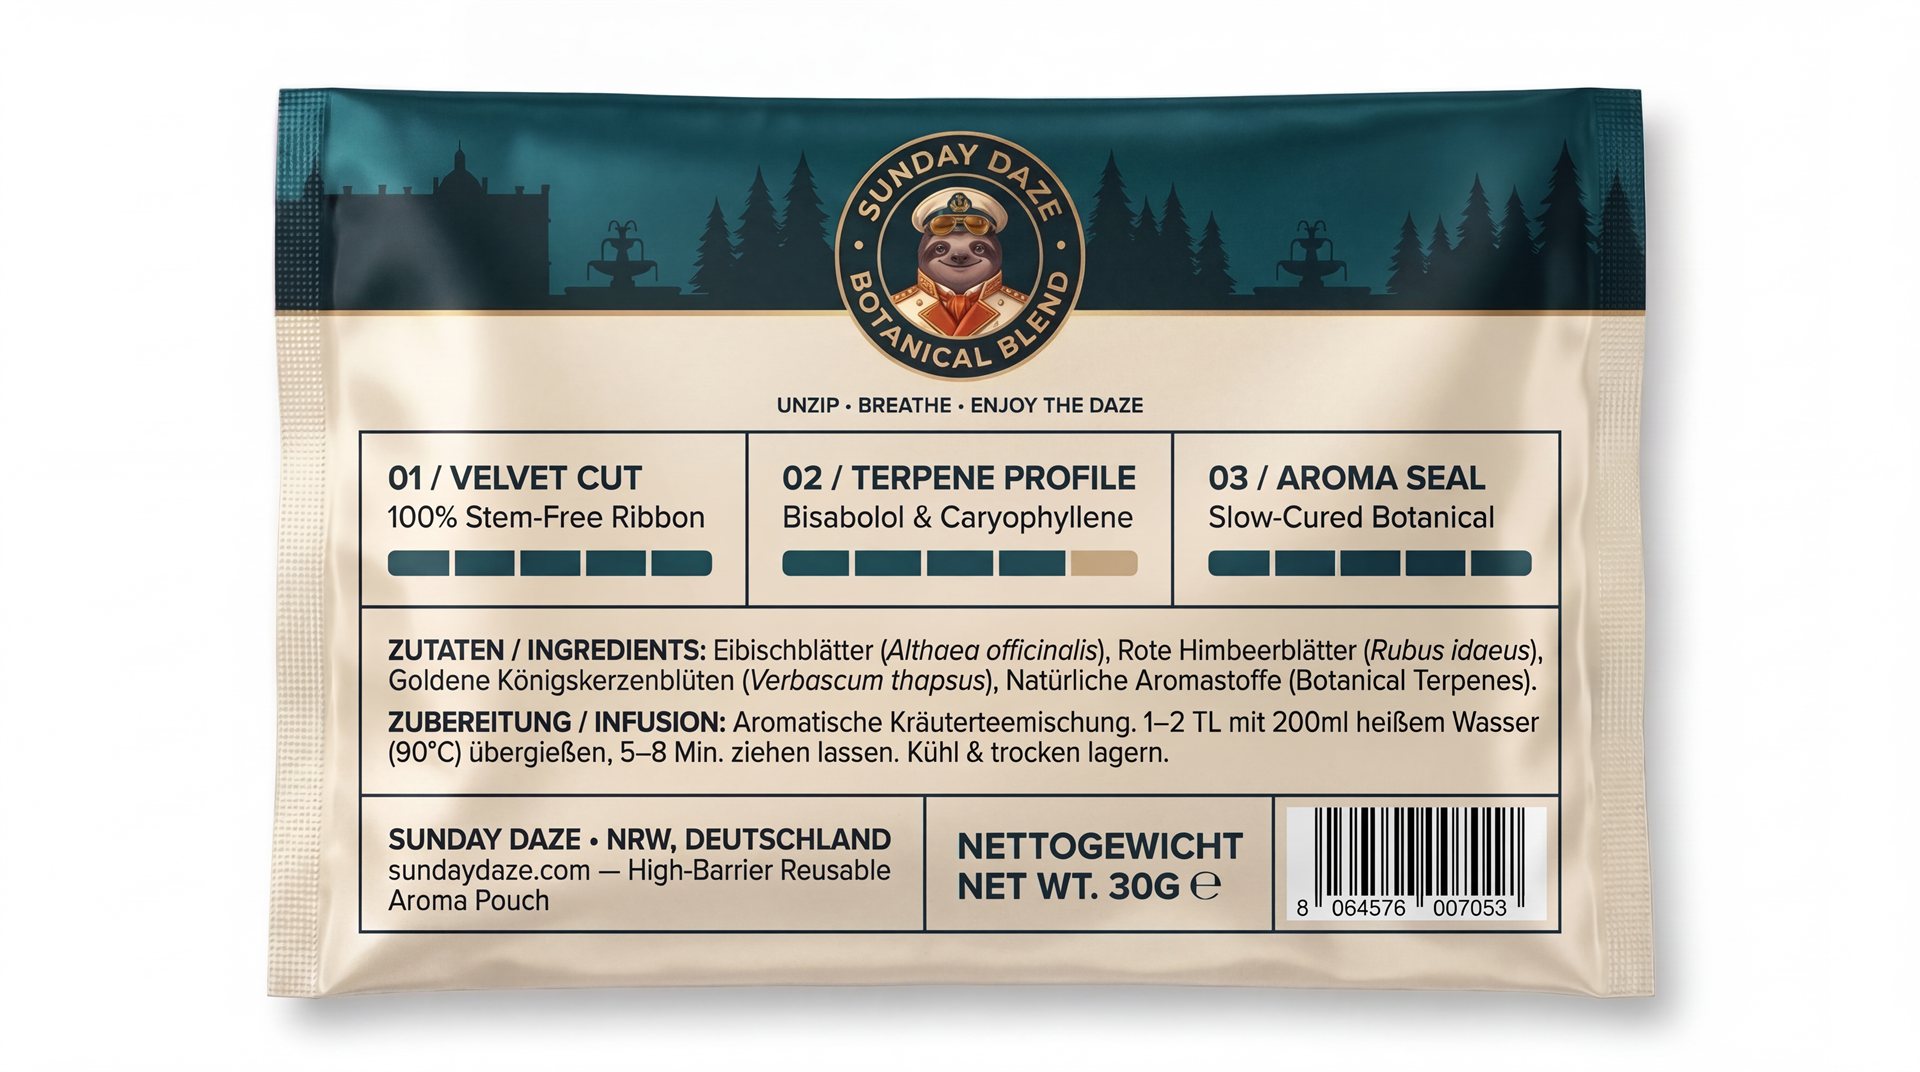 SUNDAY DAZE
BOTANICAL BLEND
UNZIP • BREATHE • ENJOY THE DAZE
01 / VELVET CUT
100% Stem-Free Ribbon
02 / TERPENE PROFILE
Bisabolol & Caryophyllene
03 / AROMA SEAL
Slow-Cured Botanical
ZUTATEN / INGREDIENTS: Eibischblätter (Althaea officinalis), Rote Himbeerblätter (Rubus idaeus),
Goldene Königskerzenblüten (Verbascum thapsus), Natürliche Aromastoffe (Botanical Terpenes).
ZUBEREITUNG / INFUSION: Aromatische Kräuterteemischung. 1–2 TL mit 200ml heißem Wasser
(90°C) übergießen, 5–8 Min. ziehen lassen. Kühl & trocken lagern.
SUNDAY DAZE • NRW, DEUTSCHLAND
sundaydaze.com — High-Barrier Reusable
Aroma Pouch
NETTOGEWICHT
NET WT. 30G ℮
8 064576 007053